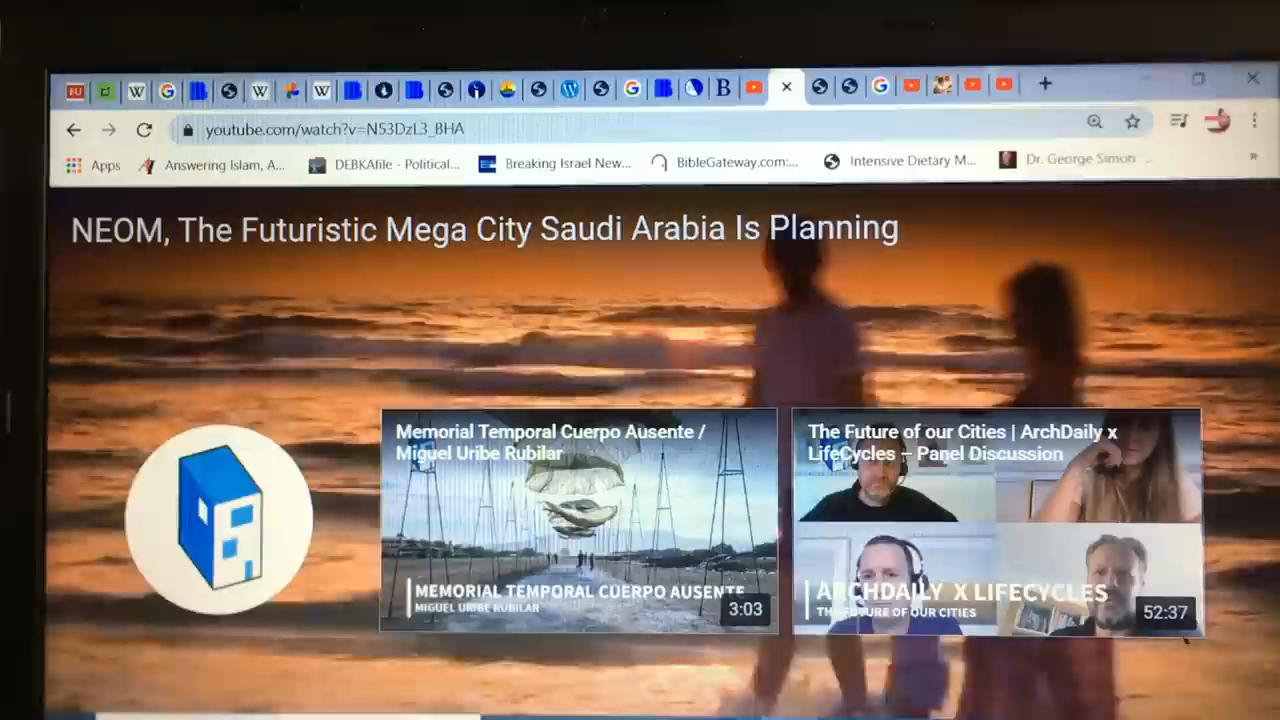 youtube.com/watch?v=N53DzL3_BHA
Apps
Answering Islam, A...
DEBKAfile - Political...
Breaking Israel New...
BibleGateway.com:...
Intensive Dietary M...
Dr. George Simon ...
NEOM, The Futuristic Mega City Saudi Arabia Is Planning
Memorial Temporal Cuerpo Ausente /
Miguel Uribe Rubilar
MEMORIAL TEMPORAL CUERPO AUSENTE
MIGUEL URIBE RUBILAR
3:03
The Future of our Cities | ArchDaily x
LifeCycles – Panel Discussion
ARCHDAILY X LIFECYCLES
THE FUTURE OF OUR CITIES
52:37